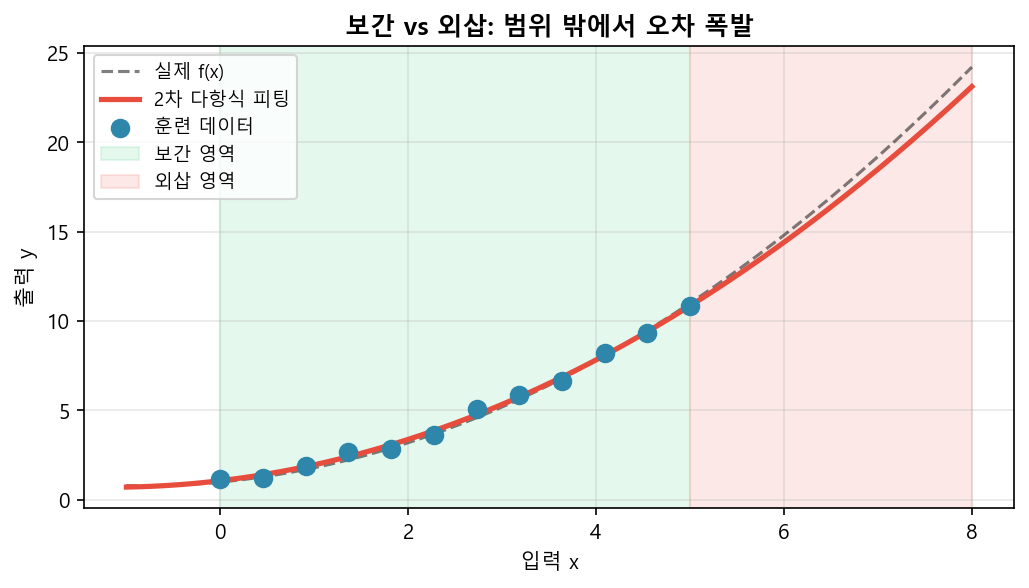 보간 vs 외삽: 범위 밖에서 오차 폭발
실제 f(x)
2차 다항식 피팅
훈련 데이터
보간 영역
외삽 영역
출력 y
25
20
15
10
5
0
0 2 4 6 8
입력 x